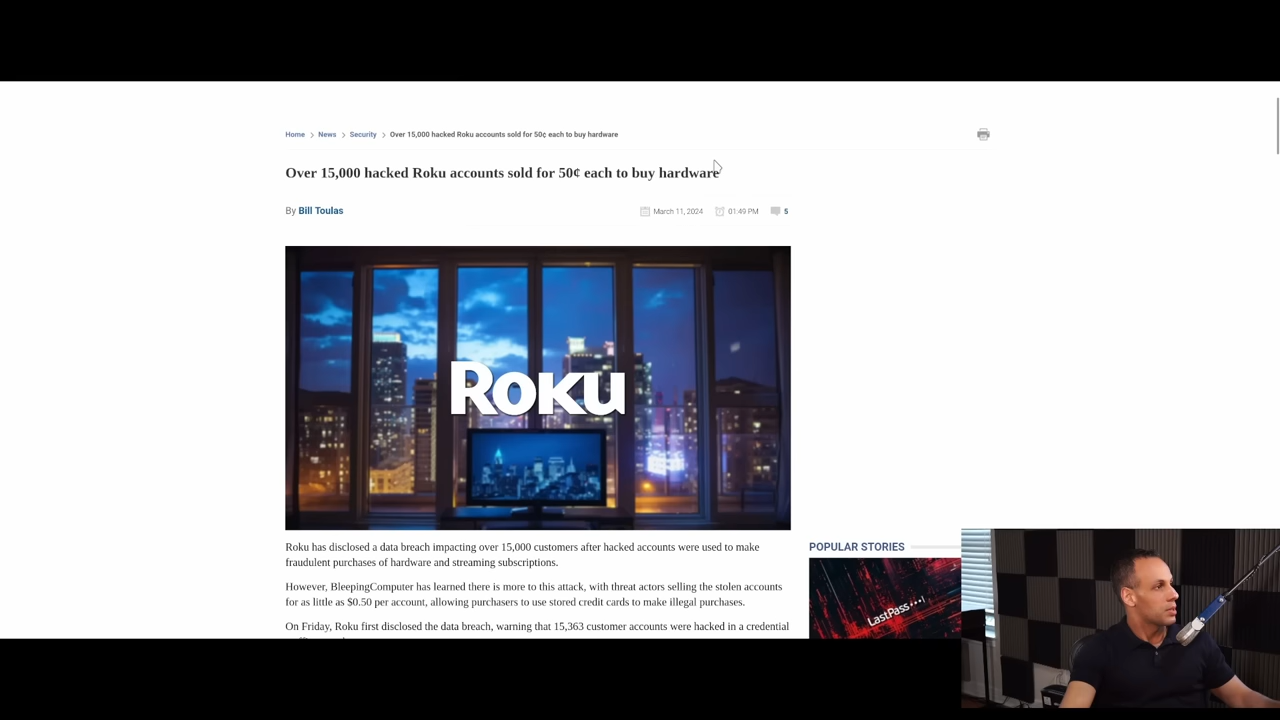 Home > News > Security > Over 15,000 hacked Roku accounts sold for 50¢ each to buy hardware
Over 15,000 hacked Roku accounts sold for 50¢ each to buy hardware
By Bill Toulas
March 11, 2024 01:49 PM 5
Roku
Roku has disclosed a data breach impacting over 15,000 customers after hacked accounts were used to make
fraudulent purchases of hardware and streaming subscriptions.
However, BleepingComputer has learned there is more to this attack, with threat actors selling the stolen accounts
for as little as $0.50 per account, allowing purchasers to use stored credit cards to make illegal purchases.
On Friday, Roku first disclosed the data breach, warning that 15,363 customer accounts were hacked in a credential
POPULAR STORIES
LastPass•••|